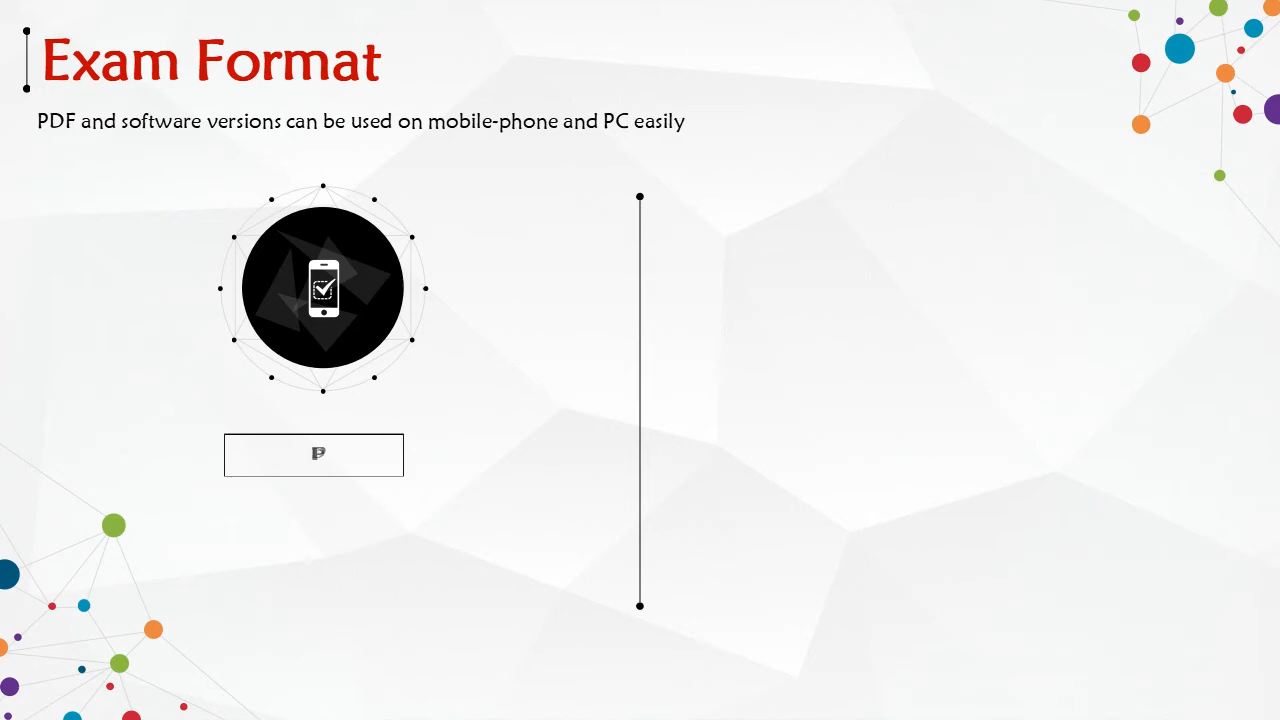 Exam Format
PDF and software versions can be used on mobile-phone and PC easily
P